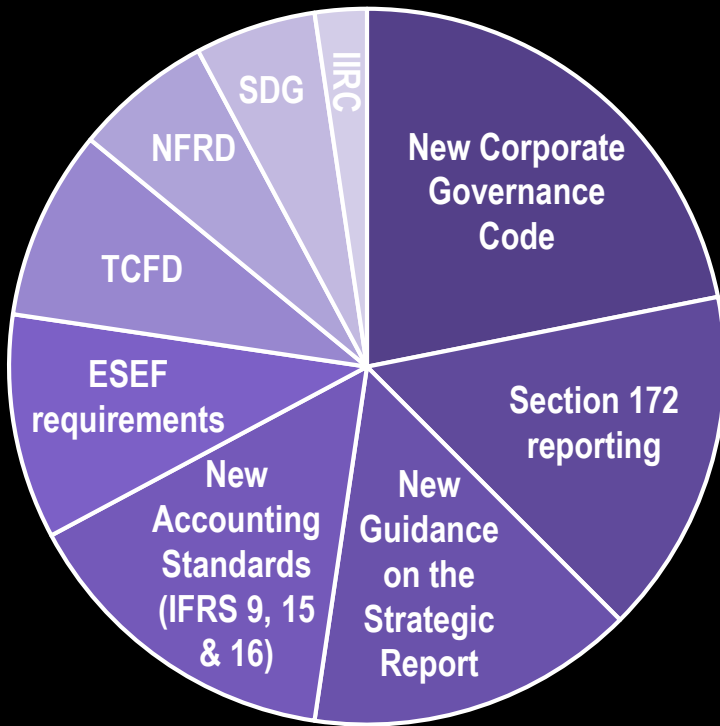 New Corporate
Governance
Code
Section 172
reporting
New
Guidance
on the
Strategic
Report
New
Accounting
Standards
(IFRS 9, 15
& 16)
ESEF
requirements
TCFD
NFRD
SDG
IIRC